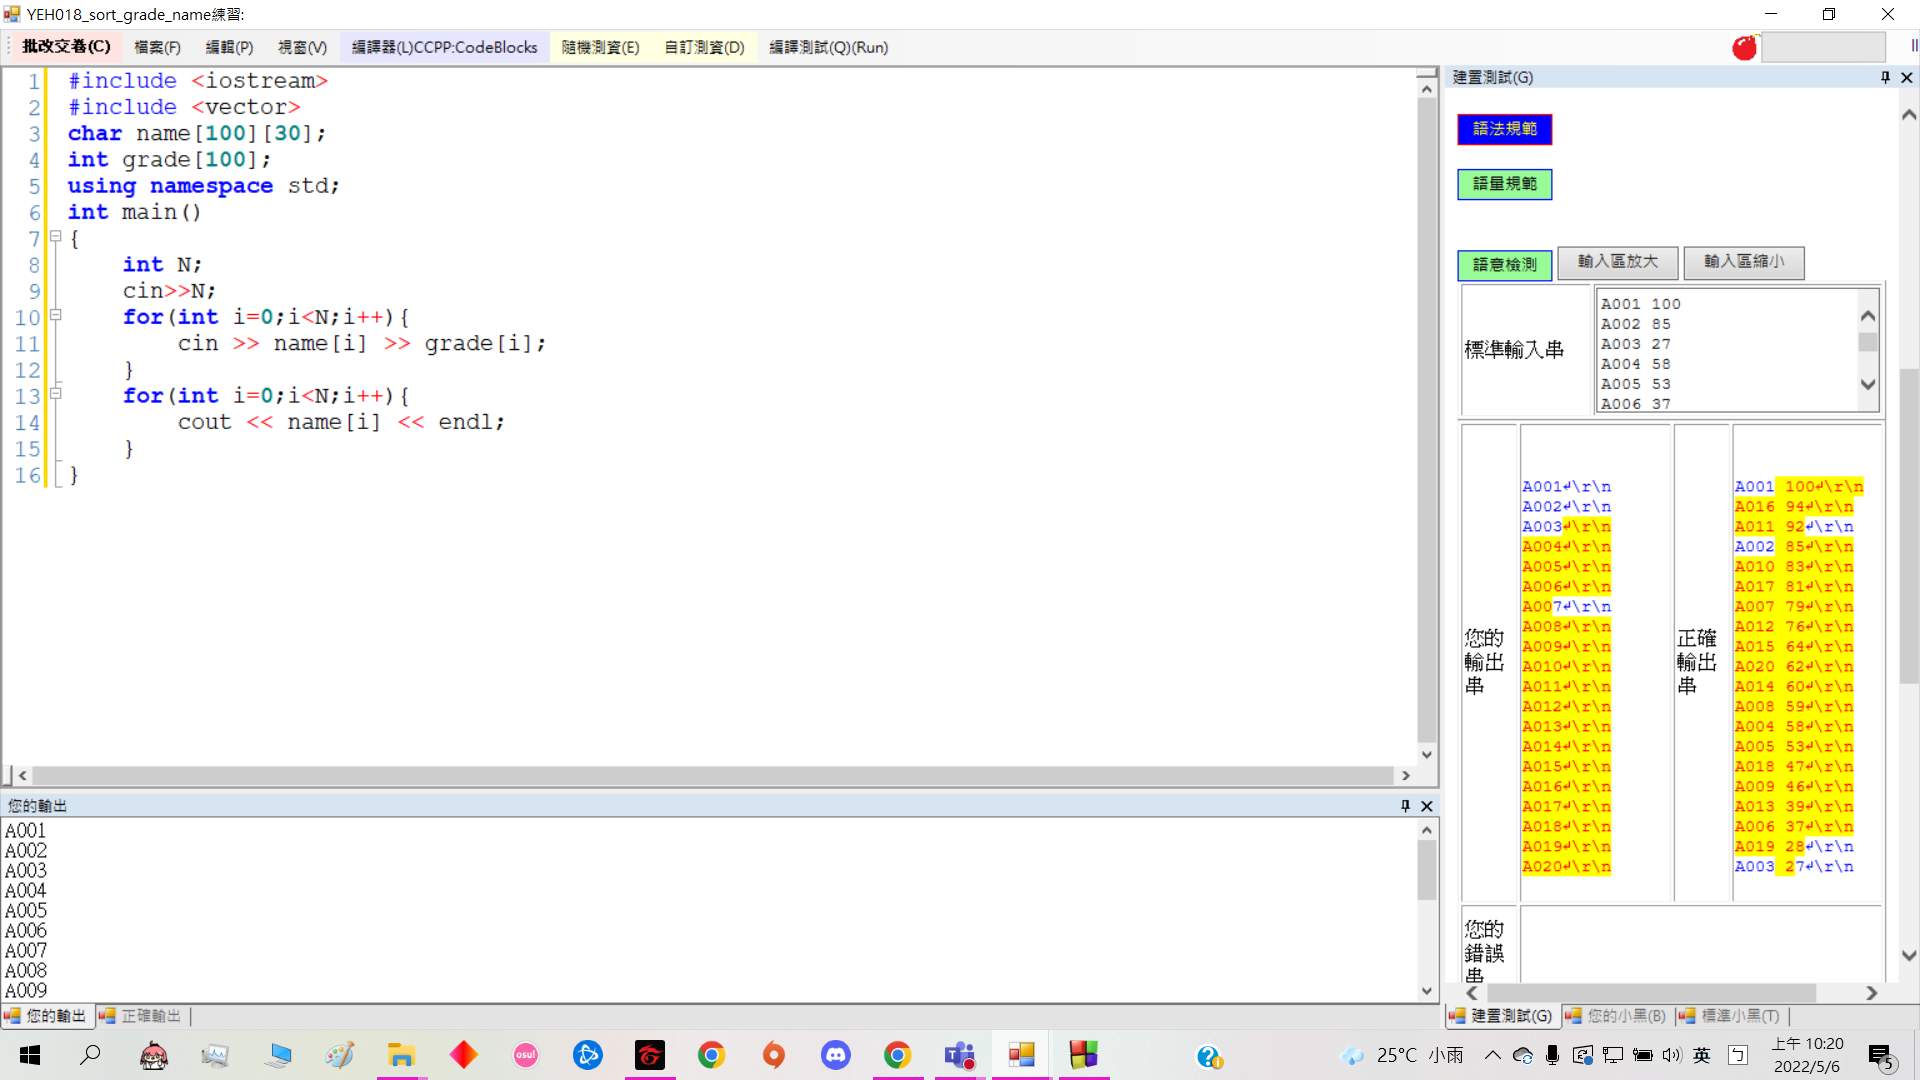 YEH018_sort_grade_name練習:
批改交卷(C) 檔案(F) 編輯(P) 視窗(V) 編譯器(L)CCPP:CodeBlocks 隨機測資(E) 自訂測資(D) 編譯測試(Q)(Run)
1 #include <iostream>
2 #include <vector>
3 char name[100][30];
4 int grade[100];
5 using namespace std;
6 int main()
7 {
8 int N;
9 cin>>N;
10 for(int i=0;i<N;i++){
11 cin >> name[i] >> grade[i];
12 }
13 for(int i=0;i<N;i++){
14 cout << name[i] << endl;
15 }
16 }
您的輸出
A001
A002
A003
A004
A005
A006
A007
A008
A009
您的輸出 正確輸出
建置測試(G)
語法規範
語量規範
語意檢測 輸入區放大 輸入區縮小
標準輸入串
A001 100
A002 85
A003 27
A004 58
A005 53
A006 37
您的輸出串
A001↵\r\n
A002↵\r\n
A003↵\r\n
A004↵\r\n
A005↵\r\n
A006↵\r\n
A007↵\r\n
A008↵\r\n
A009↵\r\n
A010↵\r\n
A011↵\r\n
A012↵\r\n
A013↵\r\n
A014↵\r\n
A015↵\r\n
A016↵\r\n
A017↵\r\n
A018↵\r\n
A019↵\r\n
A020↵\r\n
正確輸出串
A001 100↵\r\n
A016 94↵\r\n
A011 92↵\r\n
A002 85↵\r\n
A010 83↵\r\n
A017 81↵\r\n
A007 79↵\r\n
A012 76↵\r\n
A015 64↵\r\n
A020 62↵\r\n
A014 60↵\r\n
A008 59↵\r\n
A004 58↵\r\n
A005 53↵\r\n
A018 47↵\r\n
A009 46↵\r\n
A013 39↵\r\n
A006 37↵\r\n
A019 28↵\r\n
A003 27↵\r\n
您的錯誤串
建置測試(G) 您的小黑(B) 標準小黑(T)
osu!
25°C 小雨
英
ㄅ
上午 10:20
2022/5/6
5